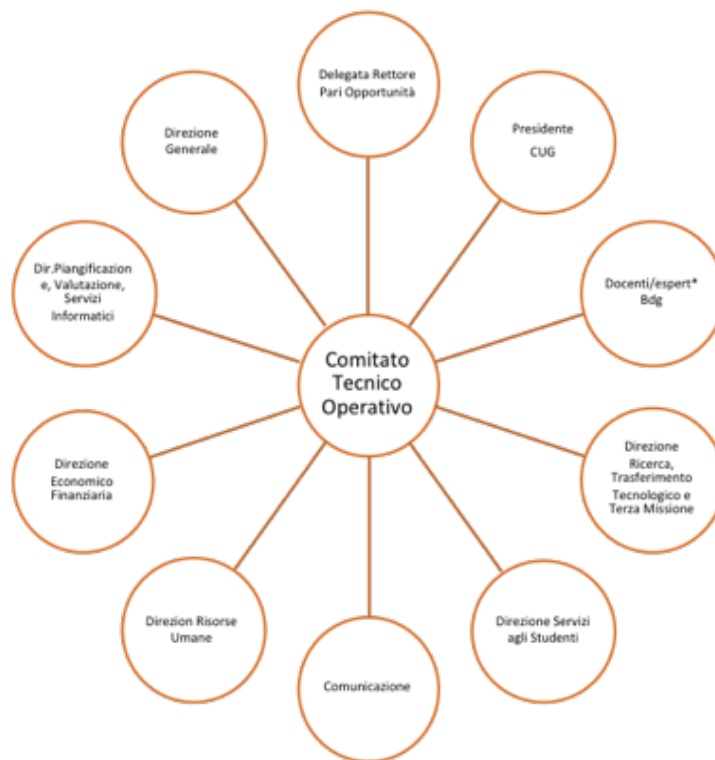 Delegata Rettore
Pari Opportunità
Presidente
CUG
Docenti/espert*
Bdg
Direzione
Ricerca,
Trasferimento
Tecnologico e
Terza Missione
Direzione Servizi
agli Studenti
Comunicazione
Direzion Risorse
Umane
Direzione
Economico
Finanziaria
Dir.Piangificazion
e, Valutazione,
Servizi
Informatici
Direzione
Generale
Comitato
Tecnico
Operativo